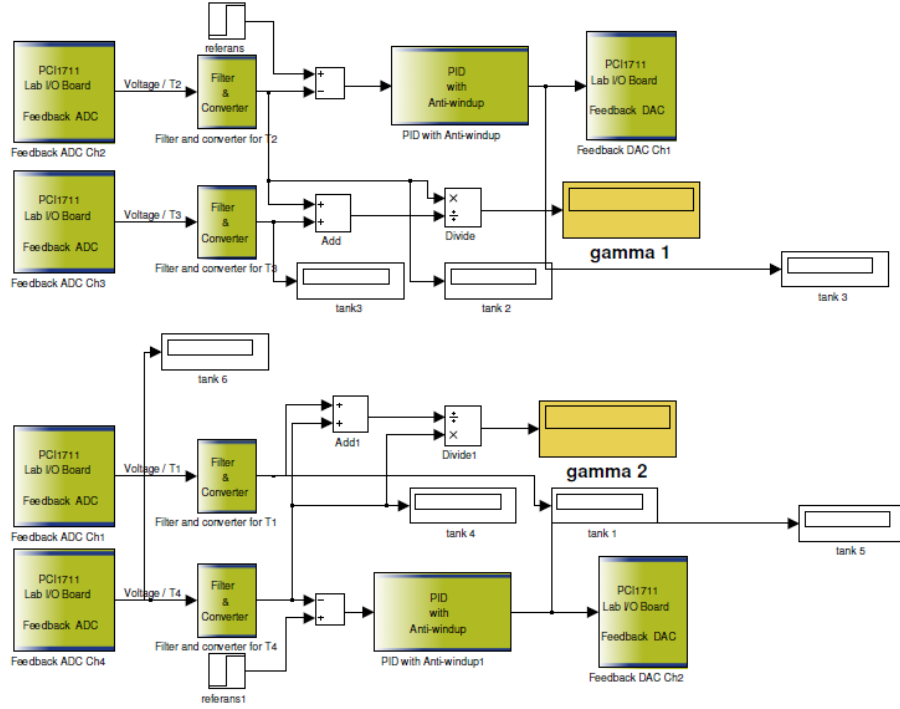 referans
PCI1711
Lab I/O Board
Feedback ADC
Feedback ADC Ch2
Voltage / T2
Filter
&
Converter
Filter and converter for T2
+
−
PID
with
Anti-windup
PID with Anti-windup
PCI1711
Lab I/O Board
Feedback DAC
Feedback DAC Ch1
PCI1711
Lab I/O Board
Feedback ADC
Feedback ADC Ch3
Voltage / T3
Filter
&
Converter
Filter and converter for T3
+
+
Add
×
÷
Divide
gamma 1
tank3
tank 2
tank 3
tank 6
PCI1711
Lab I/O Board
Feedback ADC
Feedback ADC Ch1
Voltage / T1
Filter
&
Converter
Filter and converter for T1
+
+
Add1
÷
×
Divide1
gamma 2
tank 4
tank 1
tank 5
PCI1711
Lab I/O Board
Feedback ADC
Feedback ADC Ch4
Voltage / T4
Filter
&
Converter
Filter and converter for T4
−
+
referans1
PID
with
Anti-windup
PID with Anti-windup1
PCI1711
Lab I/O Board
Feedback DAC
Feedback DAC Ch2